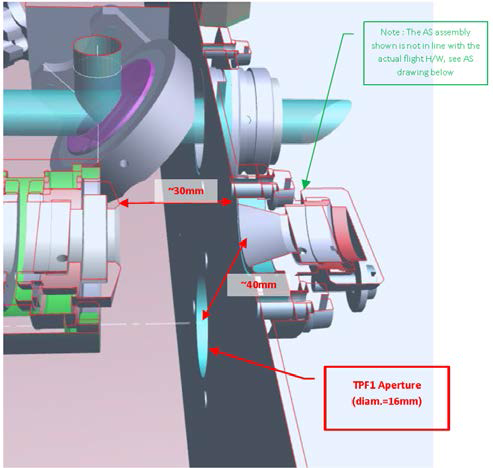 Note : The AS assembly
shown is not in line with the
actual flight H/W, see AS
drawing below
~30mm
~40mm
TPF1 Aperture
(diam.=16mm)